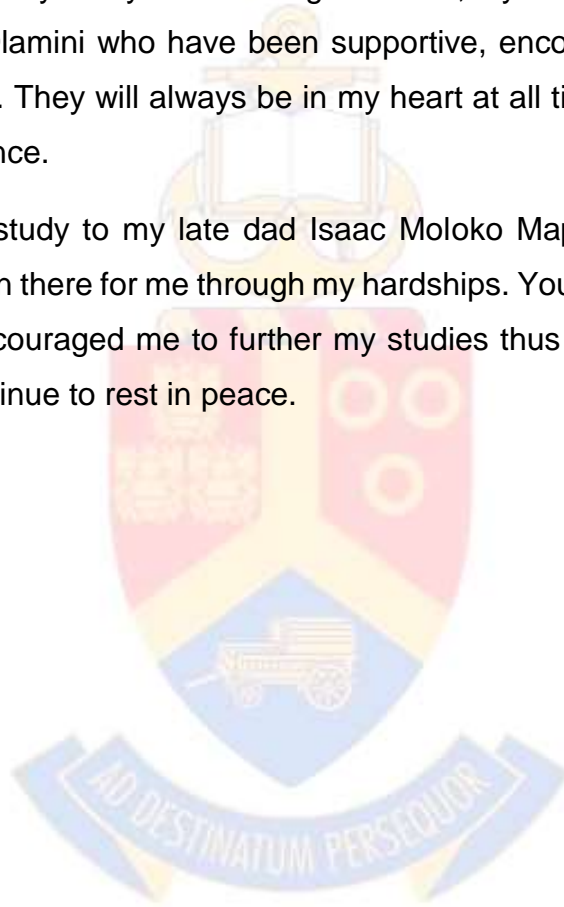 lamini who have been supportive, enco
. They will always be in my heart at all ti
nce.
study to my late dad Isaac Moloko Map
n there for me through my hardships. You
couraged me to further my studies thus
tinue to rest in peace.
AD DESTINATUM PERSEQUOR